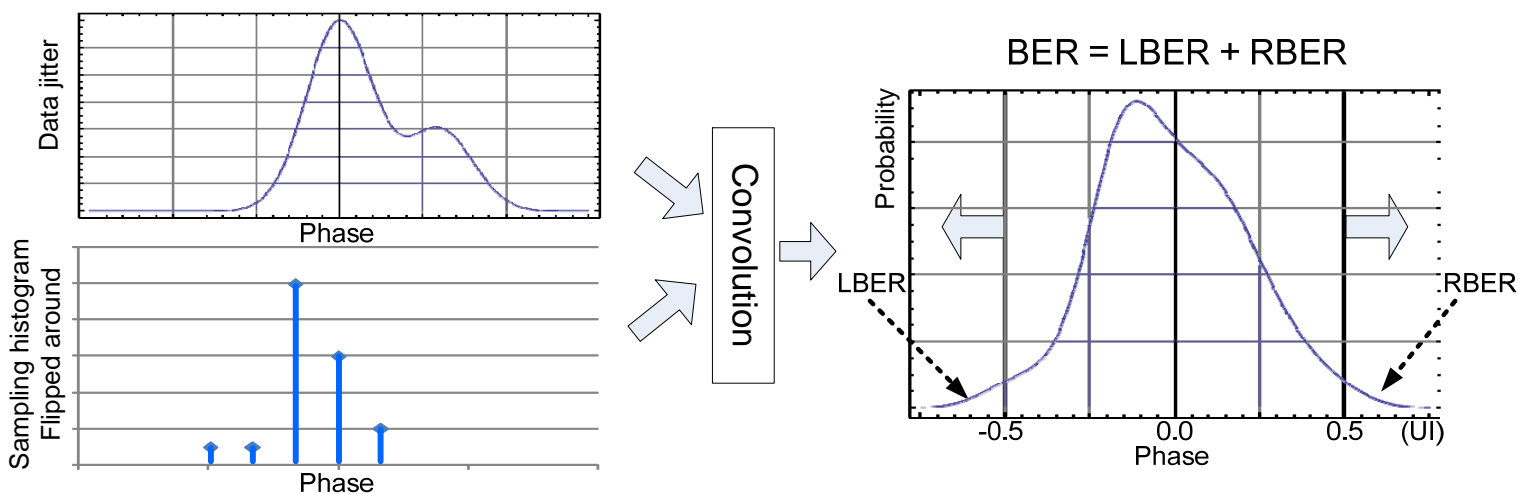 Data jitter
Phase
Sampling histogram
Flipped around
Phase
Convolution
BER = LBER + RBER
Probability
LBER
RBER
-0.5
0.0
0.5
(UI)
Phase